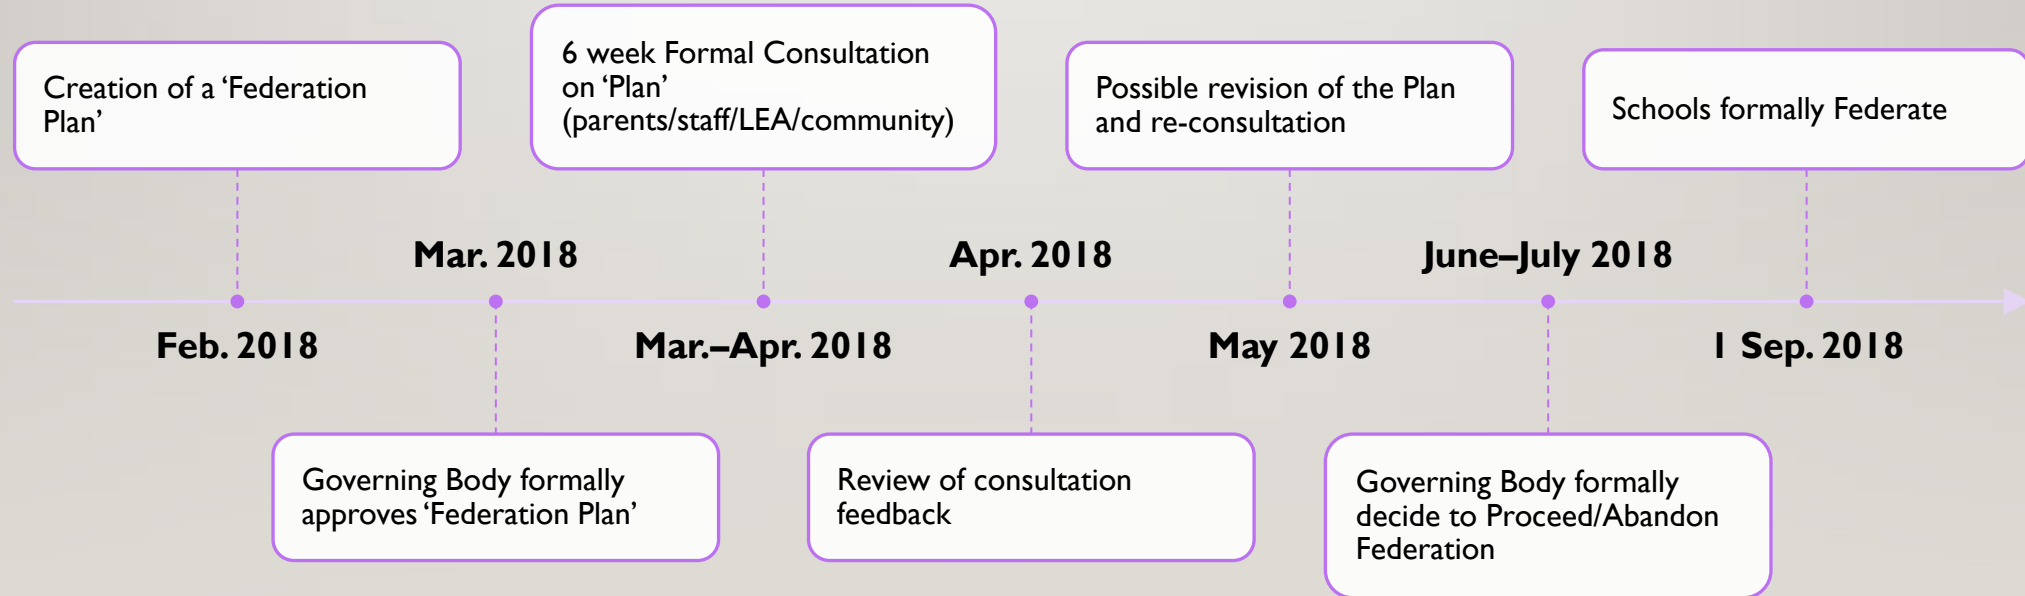 Creation of a ‘Federation
Plan’
6 week Formal Consultation
on ‘Plan’
(parents/staff/LEA/community)
Possible revision of the Plan
and re-consultation
Schools formally Federate
Mar. 2018
Apr. 2018
June–July 2018
Feb. 2018
Mar.–Apr. 2018
May 2018
1 Sep. 2018
Governing Body formally
approves ‘Federation Plan’
Review of consultation
feedback
Governing Body formally
decide to Proceed/Abandon
Federation